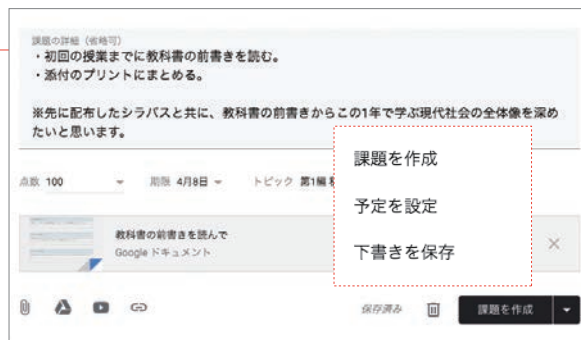 課題の詳細（省略可）
・初回の授業までに教科書の前書きを読む。
・添付のプリントにまとめる。
※先に配布したシラバスと共に、教科書の前書きからこの1年で学ぶ現代社会の全体像を深め
たいと思います。
点数 100 期限 4月8日 トピック 第1編
課題を作成
予定を設定
下書きを保存
教科書の前書きを読んで
Google ドキュメント
保存済み 課題を作成